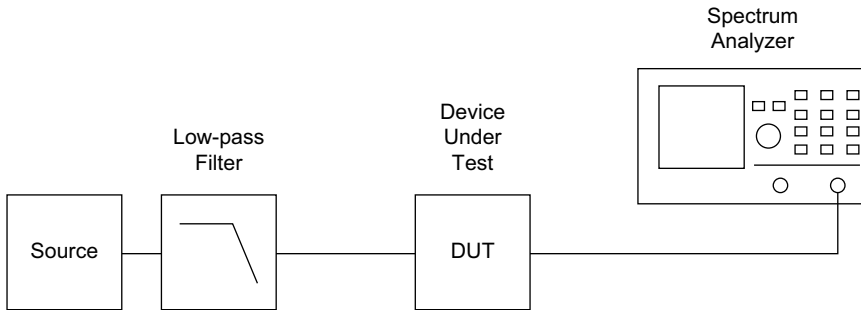 Spectrum
Analyzer
Device
Under
Test
Low-pass
Filter
Source
DUT